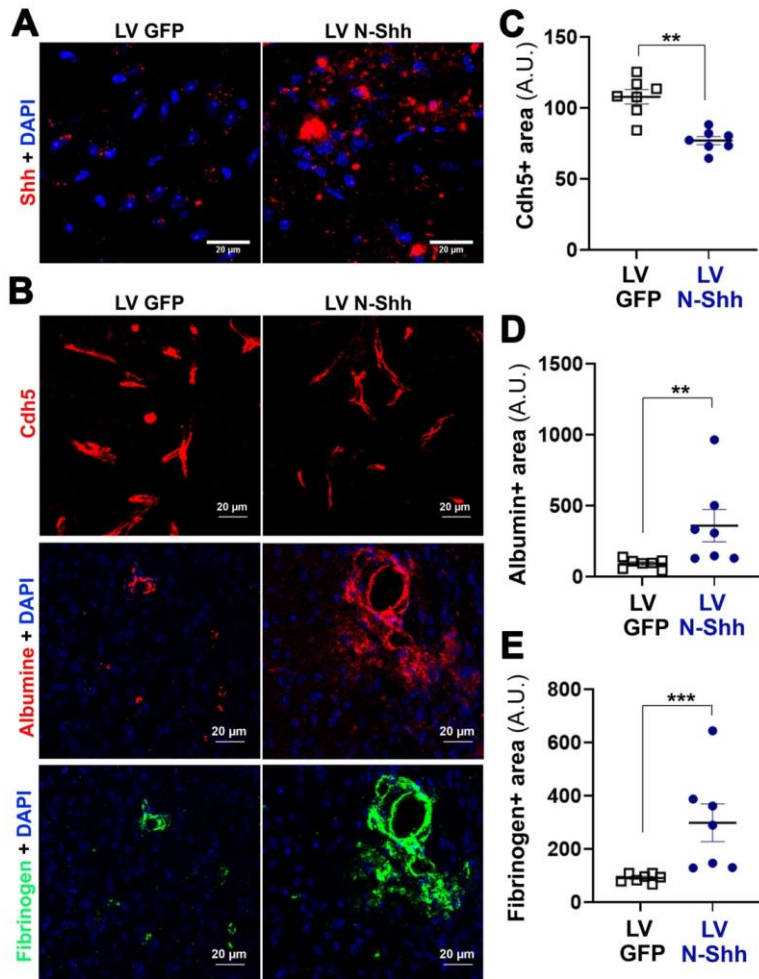 A
LV GFP
LV N-Shh
Shh + DAPI
20 µm
20 µm
B
LV GFP
LV N-Shh
Cdh5
20 µm
20 µm
Albumine + DAPI
20 µm
20 µm
Fibrinogen + DAPI
20 µm
20 µm
C
Cdh5+ area (A.U.)
150
100
50
0
**
LV
GFP
LV
N-Shh
D
Albumin+ area (A.U.)
1500
1000
500
0
**
LV
GFP
LV
N-Shh
E
Fibrinogen+ area (A.U.)
800
600
400
200
0
***
LV
GFP
LV
N-Shh